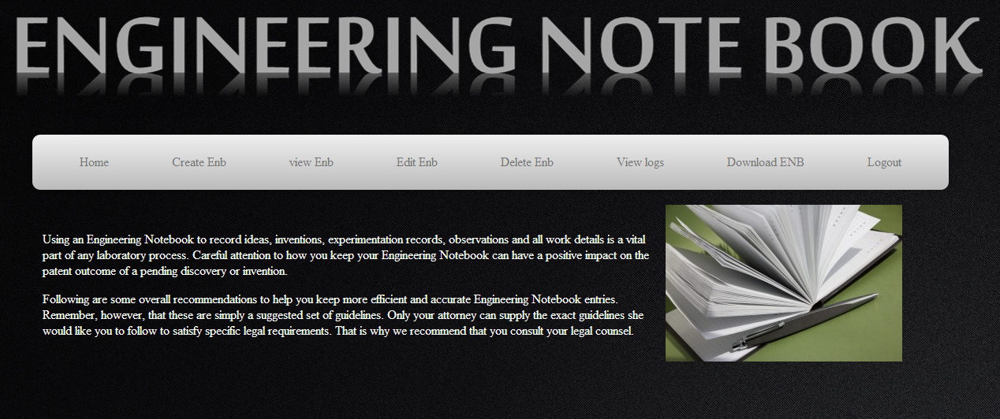 ENGINEERING NOTE BOOK
Home Create Enb view Enb Edit Enb Delete Enb View logs Download ENB Logout
Using an Engineering Notebook to record ideas, inventions, experimentation records, observations and all work details is a vital
part of any laboratory process. Careful attention to how you keep your Engineering Notebook can have a positive impact on the
patent outcome of a pending discovery or invention.
Following are some overall recommendations to help you keep more efficient and accurate Engineering Notebook entries.
Remember, however, that these are simply a suggested set of guidelines. Only your attorney can supply the exact guidelines she
would like you to follow to satisfy specific legal requirements. That is why we recommend that you consult your legal counsel.